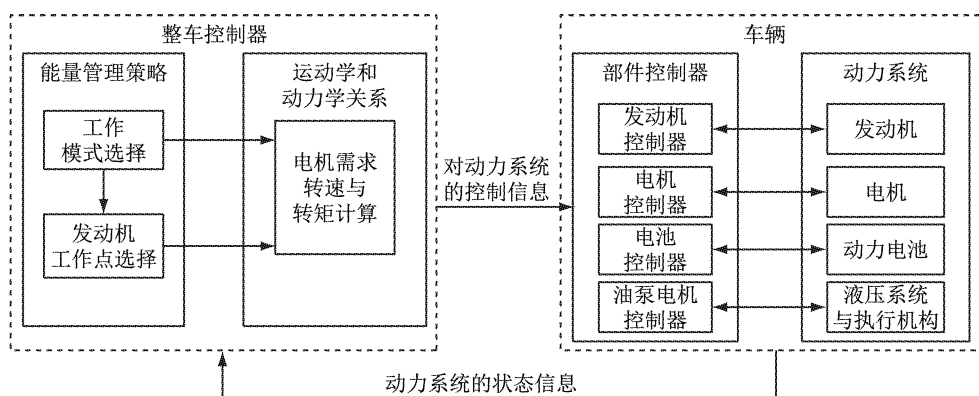 整车控制器
能量管理策略
工作
模式选择
发动机
工作点选择
运动学和
动力学关系
电机需求
转速与
转矩计算
对动力系统
的控制信息
车辆
部件控制器
发动机
控制器
电机
控制器
电池
控制器
油泵电机
控制器
动力系统
发动机
电机
动力电池
液压系统
与执行机构
动力系统的状态信息